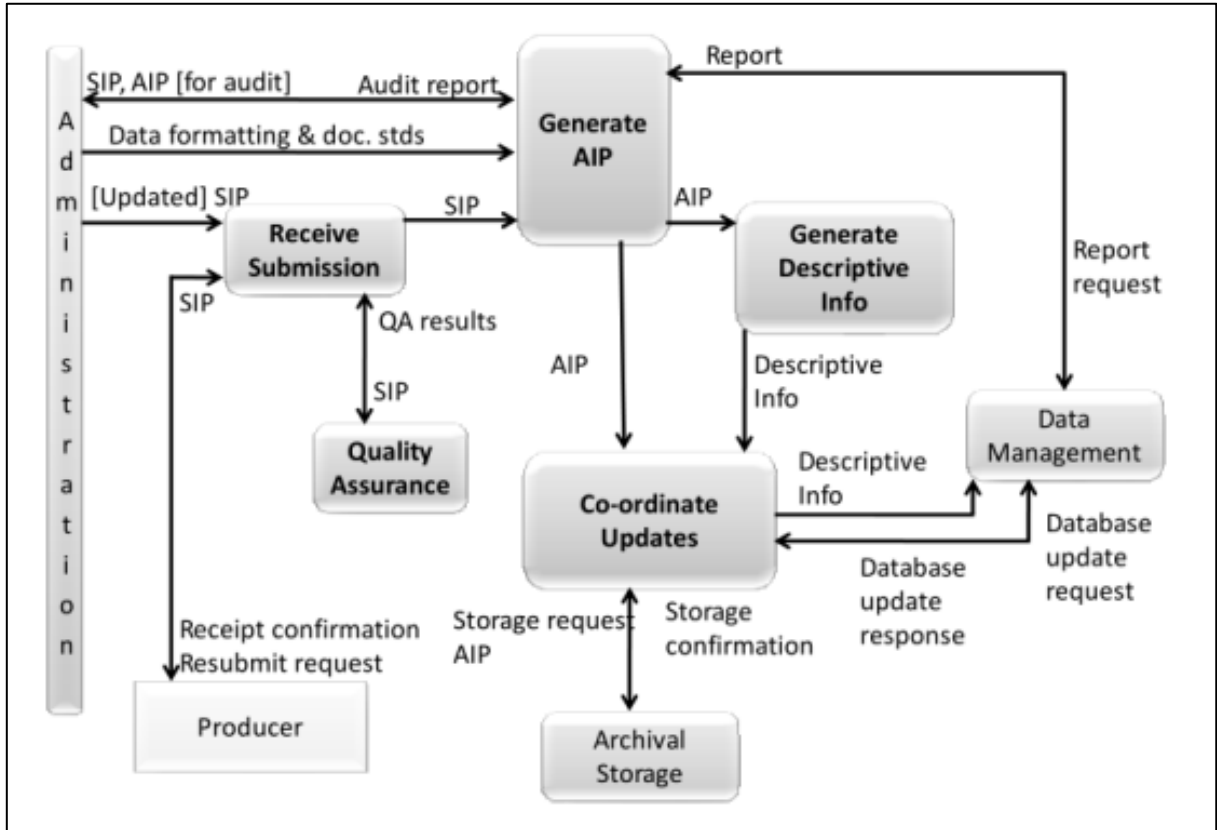 Administration
SIP, AIP [for audit]
Audit report
Data formatting & doc. stds
[Updated] SIP
SIP
Receive
Submission
SIP
Generate
AIP
Report
AIP
Generate
Descriptive
Info
Report
request
QA results
SIP
Quality
Assurance
AIP
Descriptive
Info
Data
Management
Descriptive
Info
Co-ordinate
Updates
Database
update
request
Database
update
response
Storage request
AIP
Storage
confirmation
Receipt confirmation
Resubmit request
Producer
Archival
Storage